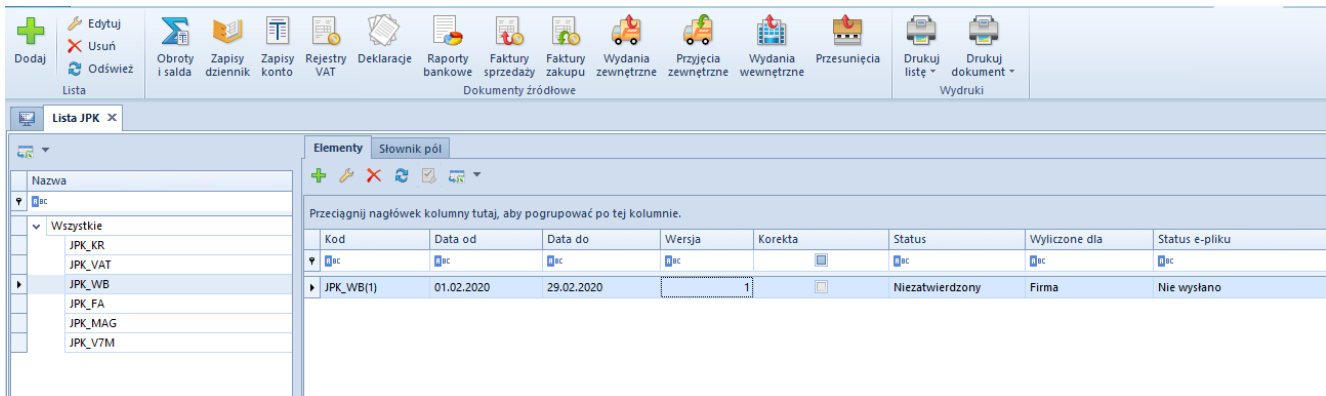 Dodaj
Edytuj
Usuń
Odśwież
Lista
Obroty i salda
Zapisy dziennik
Zapisy konto
Rejestry VAT
Deklaracje
Raporty bankowe
Faktury sprzedaży
Faktury zakupu
Wydania zewnętrzne
Przyjęcia zewnętrzne
Wydania wewnętrzne
Przesunięcia
Dokumenty źródłowe
Drukuj listę
Drukuj dokument
Wydruki
Lista JPK
Nazwa
Wszystkie
JPK_KR
JPK_VAT
JPK_WB
JPK_FA
JPK_MAG
JPK_V7M
Elementy Słownik pól
Przeciągnij nagłówek kolumny tutaj, aby pogrupować po tej kolumnie.
Kod Data od Data do Wersja Korekta Status Wyliczone dla Status e-pliku
JPK_WB(1) 01.02.2020 29.02.2020 1 Niezatwierdzony Firma Nie wysłano